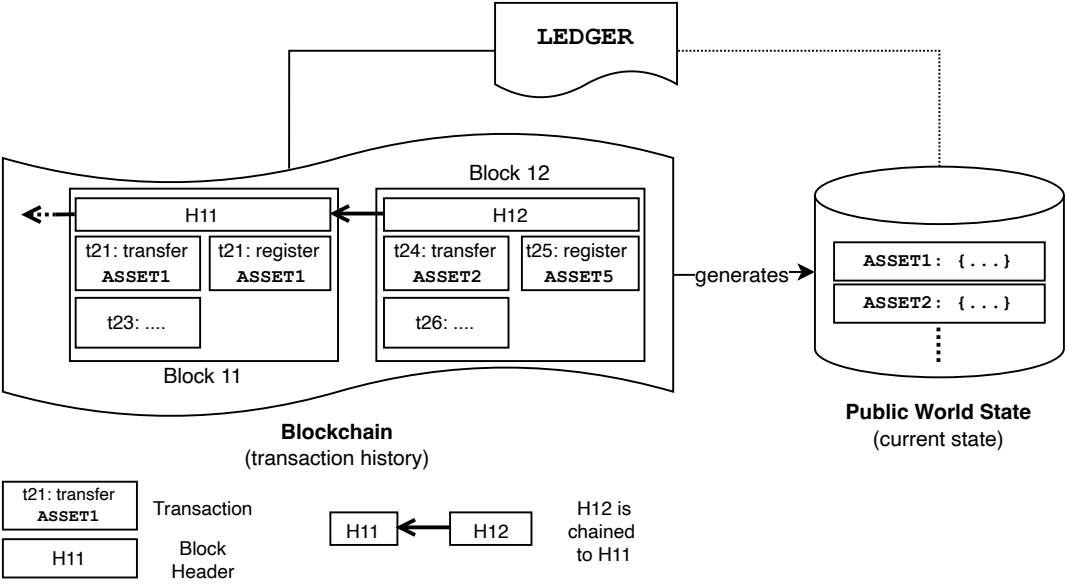 LEDGER
Block 12
H11
H12
t21: transfer
ASSET1
t21: register
ASSET1
t24: transfer
ASSET2
t25: register
ASSET5
t23: ....
t26: ....
Block 11
generates
ASSET1: {...}
ASSET2: {...}
Blockchain
(transaction history)
Public World State
(current state)
t21: transfer
ASSET1
Transaction
H11
Block
Header
H11
H12
H12 is
chained
to H11